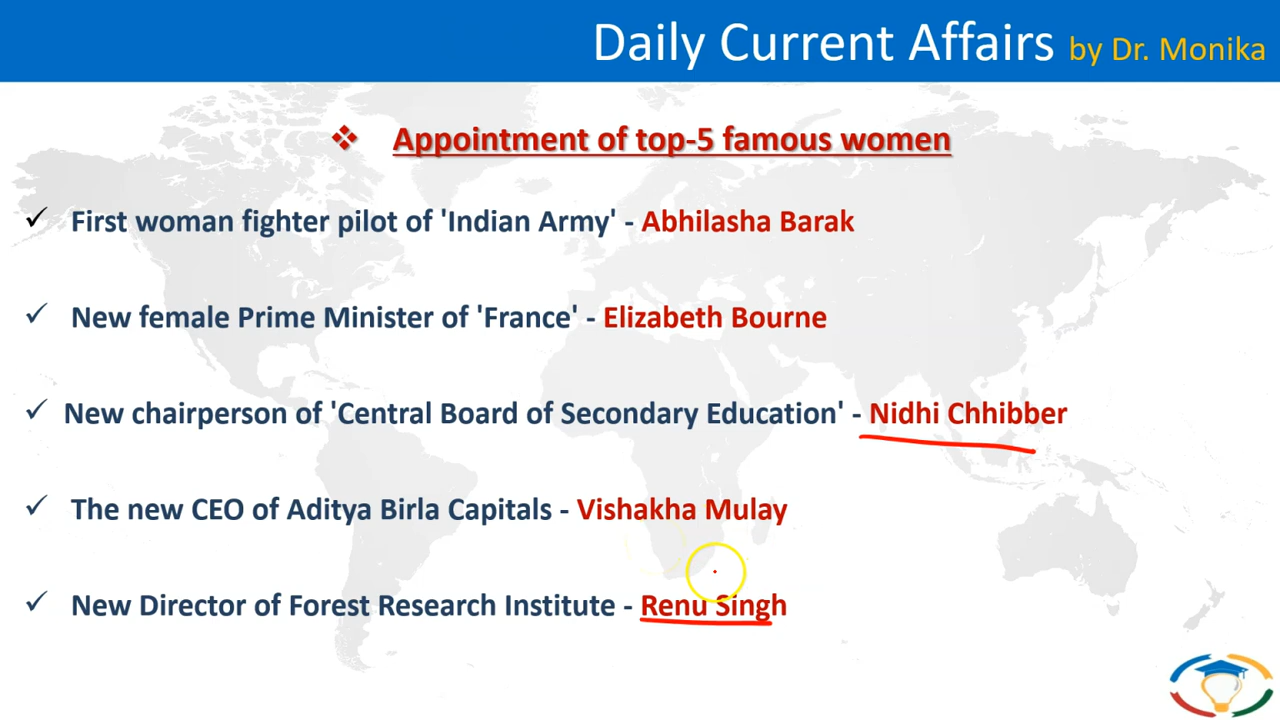 Daily Current Affairs by Dr. Monika
❖ Appointment of top-5 famous women
✓ First woman fighter pilot of 'Indian Army' - Abhilasha Barak
✓ New female Prime Minister of 'France' - Elizabeth Bourne
✓ New chairperson of 'Central Board of Secondary Education' - Nidhi Chhibber
✓ The new CEO of Aditya Birla Capitals - Vishakha Mulay
✓ New Director of Forest Research Institute - Renu Singh